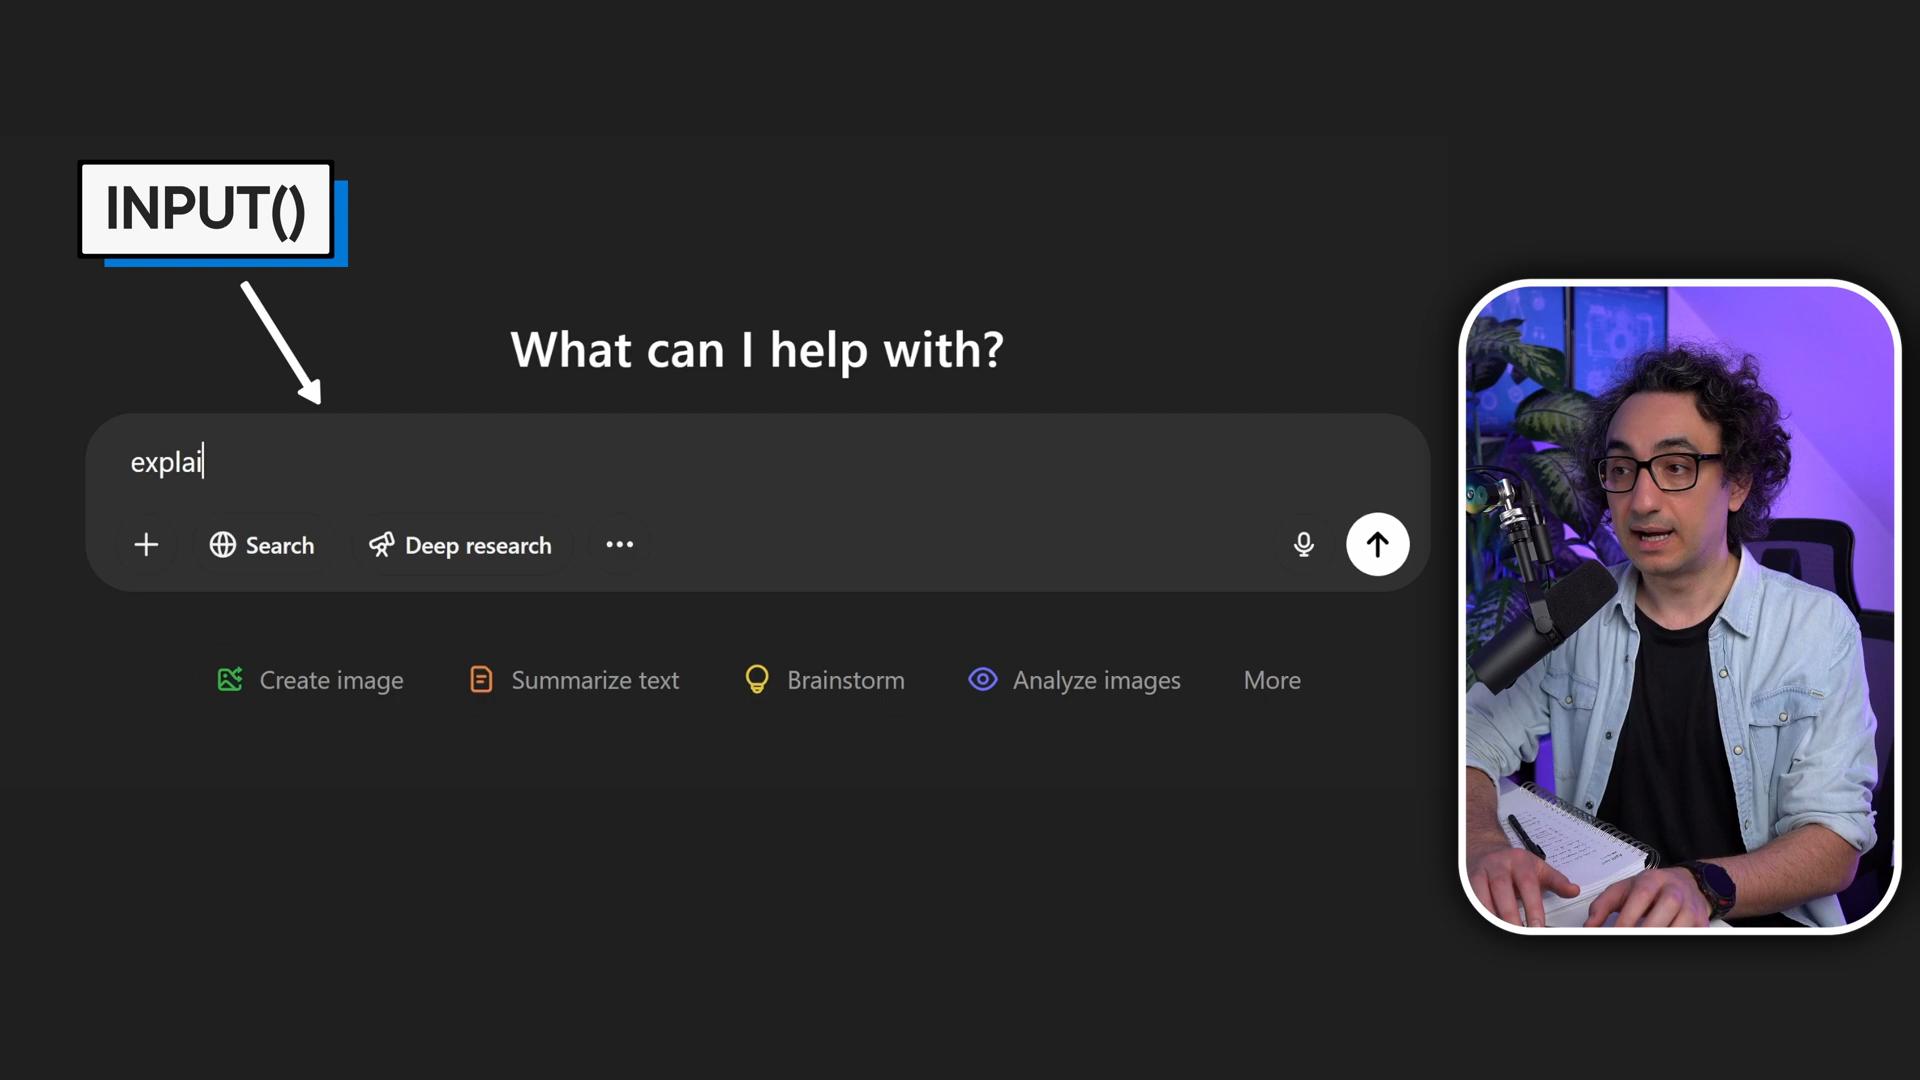 INPUT()
What can I help with?
explai
Search
Deep research
Create image
Summarize text
Brainstorm
Analyze images
More